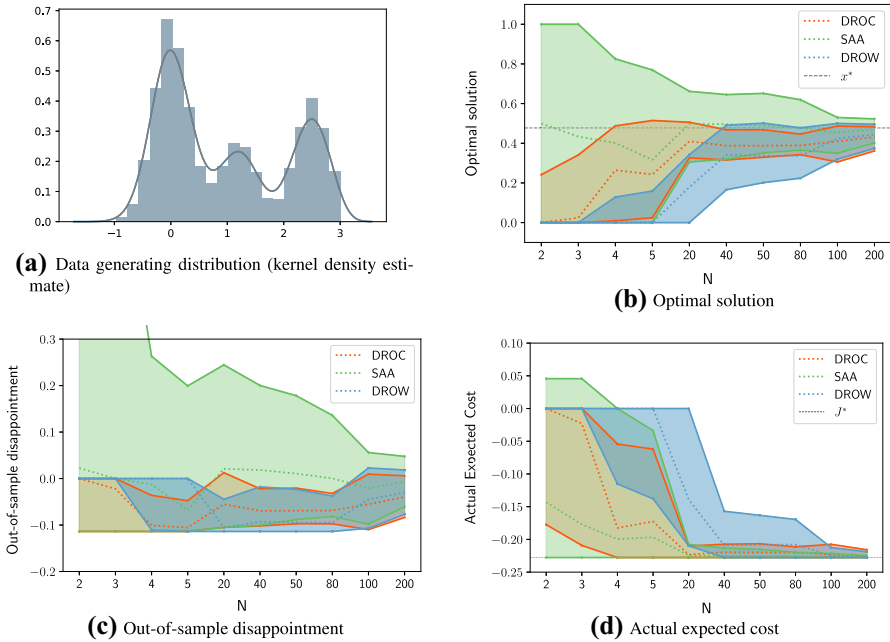 0.7
0.6
0.5
0.4
0.3
0.2
0.1
0.0
−1
0
1
2
3
(a) Data generating distribution (kernel density esti-
mate)
Optimal solution
1.0
0.8
0.6
0.4
0.2
0.0
DROC
SAA
DROW
x*
2 3 4 5 20 40 50 80 100 200
N
(b) Optimal solution
Out-of-sample disappointment
0.3
0.2
0.1
0.0
−0.1
−0.2
DROC
SAA
DROW
2 3 4 5 20 40 50 80 100 200
N
(c) Out-of-sample disappointment
Actual Expected Cost
0.10
0.05
0.00
−0.05
−0.10
−0.15
−0.20
−0.25
DROC
SAA
DROW
J*
2 3 4 5 20 40 50 80 100 200
N
(d) Actual expected cost